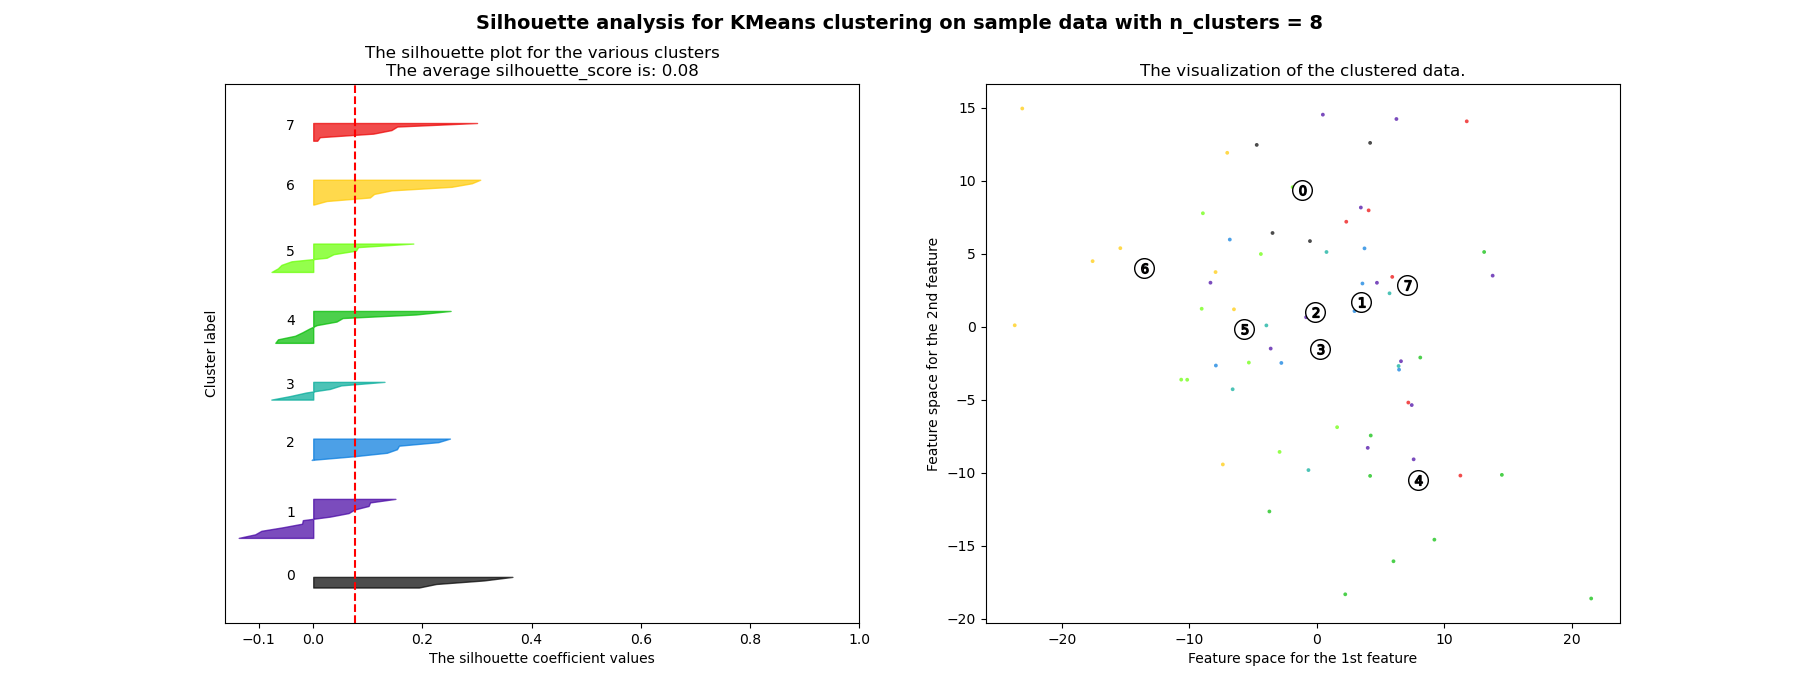 Silhouette analysis for KMeans clustering on sample data with n_clusters = 8
The silhouette plot for the various clusters
The average silhouette_score is: 0.08
7
6
5
4
3
2
1
0
Cluster label
−0.1 0.0 0.2 0.4 0.6 0.8 1.0
The silhouette coefficient values
The visualization of the clustered data.
15
10
5
0
−5
−10
−15
−20
Feature space for the 2nd feature
0
6
7
1
2
5
3
4
−20 −10 0 10 20
Feature space for the 1st feature